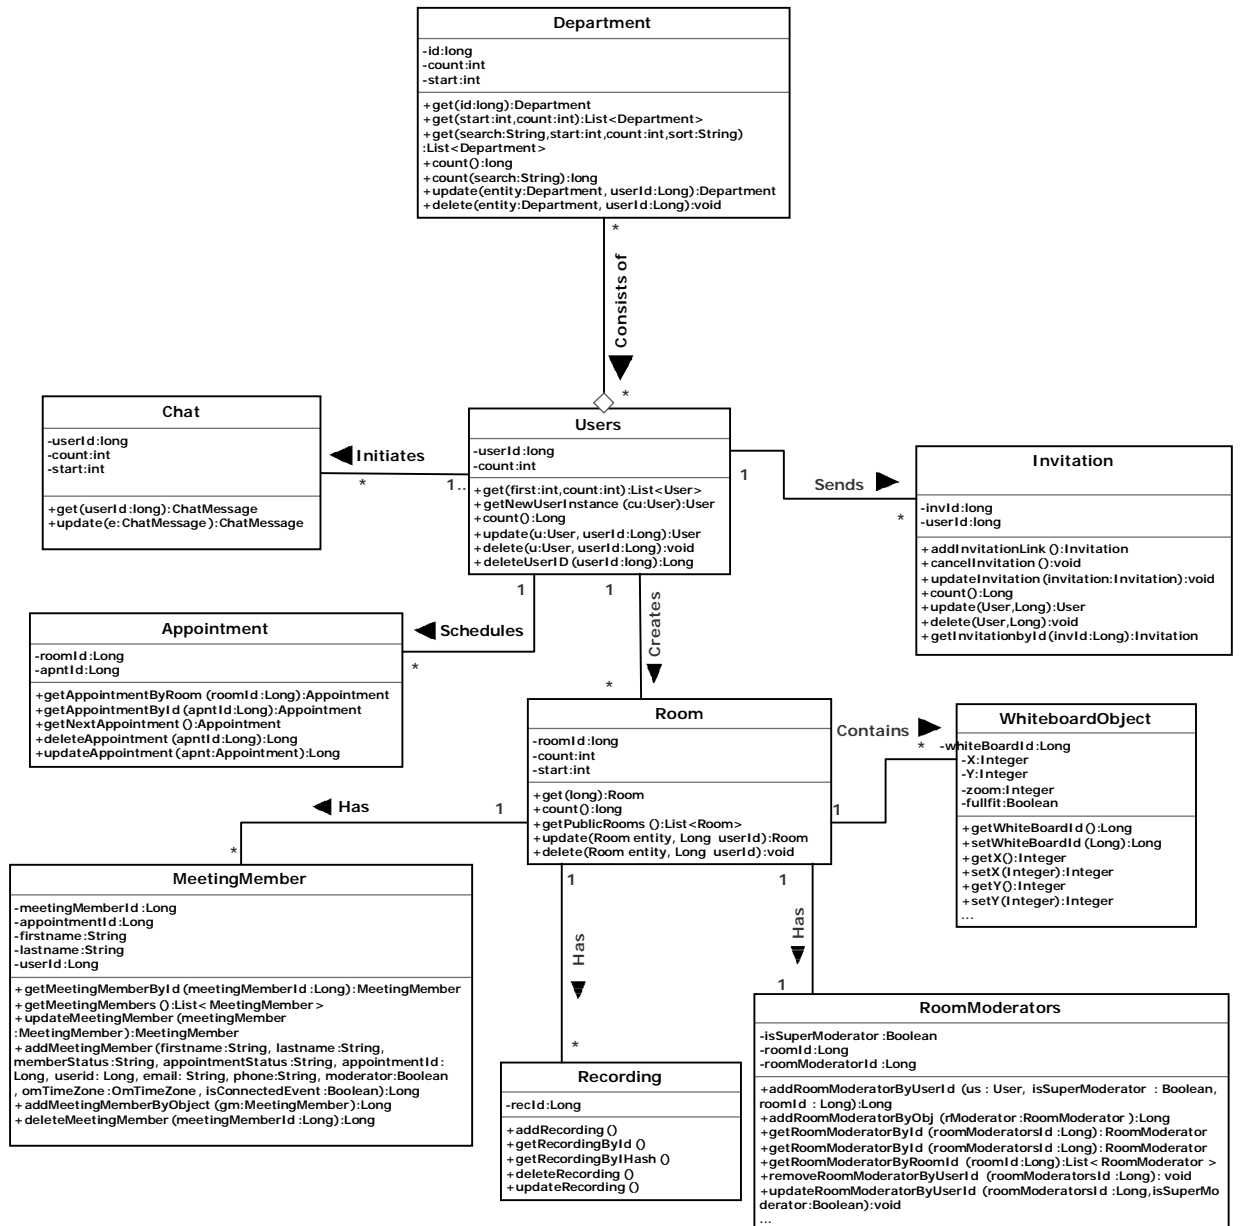 Department
-id:long
-count:int
-start:int
+get(id:long):Department
+get(start:int,count:int):List<Department>
+get(search:String,start:int,count:int,sort:String)
:List<Department>
+count():long
+count(search:String):long
+update(entity:Department, userId:Long):Department
+delete(entity:Department, userId:Long):void
*
Consists of
*
Chat
-userId:long
-count:int
-start:int
+get(userId:long):ChatMessage
+update(e:ChatMessage):ChatMessage
Initiates
*
1..
Users
-userId:long
-count:int
+get(first:int,count:int):List<User>
+getNewUserInstance(cu:User):User
+count():Long
+update(u:User, userId:Long):User
+delete(u:User, userId:Long):void
+deleteUserID(userId:long):Long
1
Sends
*
Invitation
-invId:long
-userId:long
+addInvitationLink():Invitation
+cancelInvitation():void
+updateInvitation(invitation:Invitation):void
+count():Long
+update(User,Long):User
+delete(User,Long):void
+getInvitationbyId(invId:Long):Invitation
1
1
Schedules
*
Creates
*
Appointment
-roomId:Long
-apntId:Long
+getAppointmentByRoom(roomId:Long):Appointment
+getAppointmentById(apntId:Long):Appointment
+getNextAppointment():Appointment
+deleteAppointment(apntId:Long):Long
+updateAppointment(apnt:Appointment):Long
Room
-roomId:long
-count:int
-start:int
+get(long):Room
+count():long
+getPublicRooms():List<Room>
+update(Room entity, Long userId):Room
+delete(Room entity, Long userId):void
Contains
*
1
WhiteboardObject
-whiteBoardId:Long
-X:Integer
-Y:Integer
-zoom:Integer
-fullfit:Boolean
+getWhiteBoardId():Long
+setWhiteBoardId(Long):Long
+getX():Integer
+setX(Integer):Integer
+getY():Integer
+setY(Integer):Integer
...
Has
1
*
MeetingMember
-meetingMemberId:Long
-appointmentId:Long
-firstname:String
-lastname:String
-userId:Long
+getMeetingMemberById(meetingMemberId:Long):MeetingMember
+getMeetingMembers():List<MeetingMember>
+updateMeetingMember(meetingMember
:MeetingMember):MeetingMember
+addMeetingMember(firstname:String, lastname:String,
memberStatus:String, appointmentStatus:String, appointmentId:
Long, userid: Long, email: String, phone:String, moderator:Boolean
, omTimeZone:OmTimeZone, isConnectedEvent:Boolean):Long
+addMeetingMemberByObject(gm:MeetingMember):Long
+deleteMeetingMember(meetingMemberId:Long):Long
1
Has
*
1
Has
1
Recording
-recId:Long
+addRecording()
+getRecordingById()
+getRecordingByIHash()
+deleteRecording()
+updateRecording()
RoomModerators
-isSuperModerator:Boolean
-roomId:Long
-roomModeratorId:Long
+addRoomModeratorByUserId (us : User, isSuperModerator : Boolean,
roomId : Long):Long
+addRoomModeratorByObj (rModerator:RoomModerator):Long
+getRoomModeratorById (roomModeratorsId:Long):RoomModerator
+getRoomModeratorById (roomModeratorsId:Long):RoomModerator
+getRoomModeratorByRoomId (roomId:Long):List<RoomModerator>
+removeRoomModeratorByUserId (roomModeratorsId:Long): void
+updateRoomModeratorByUserId (roomModeratorsId:Long,isSuperMo
derator:Boolean):void
...